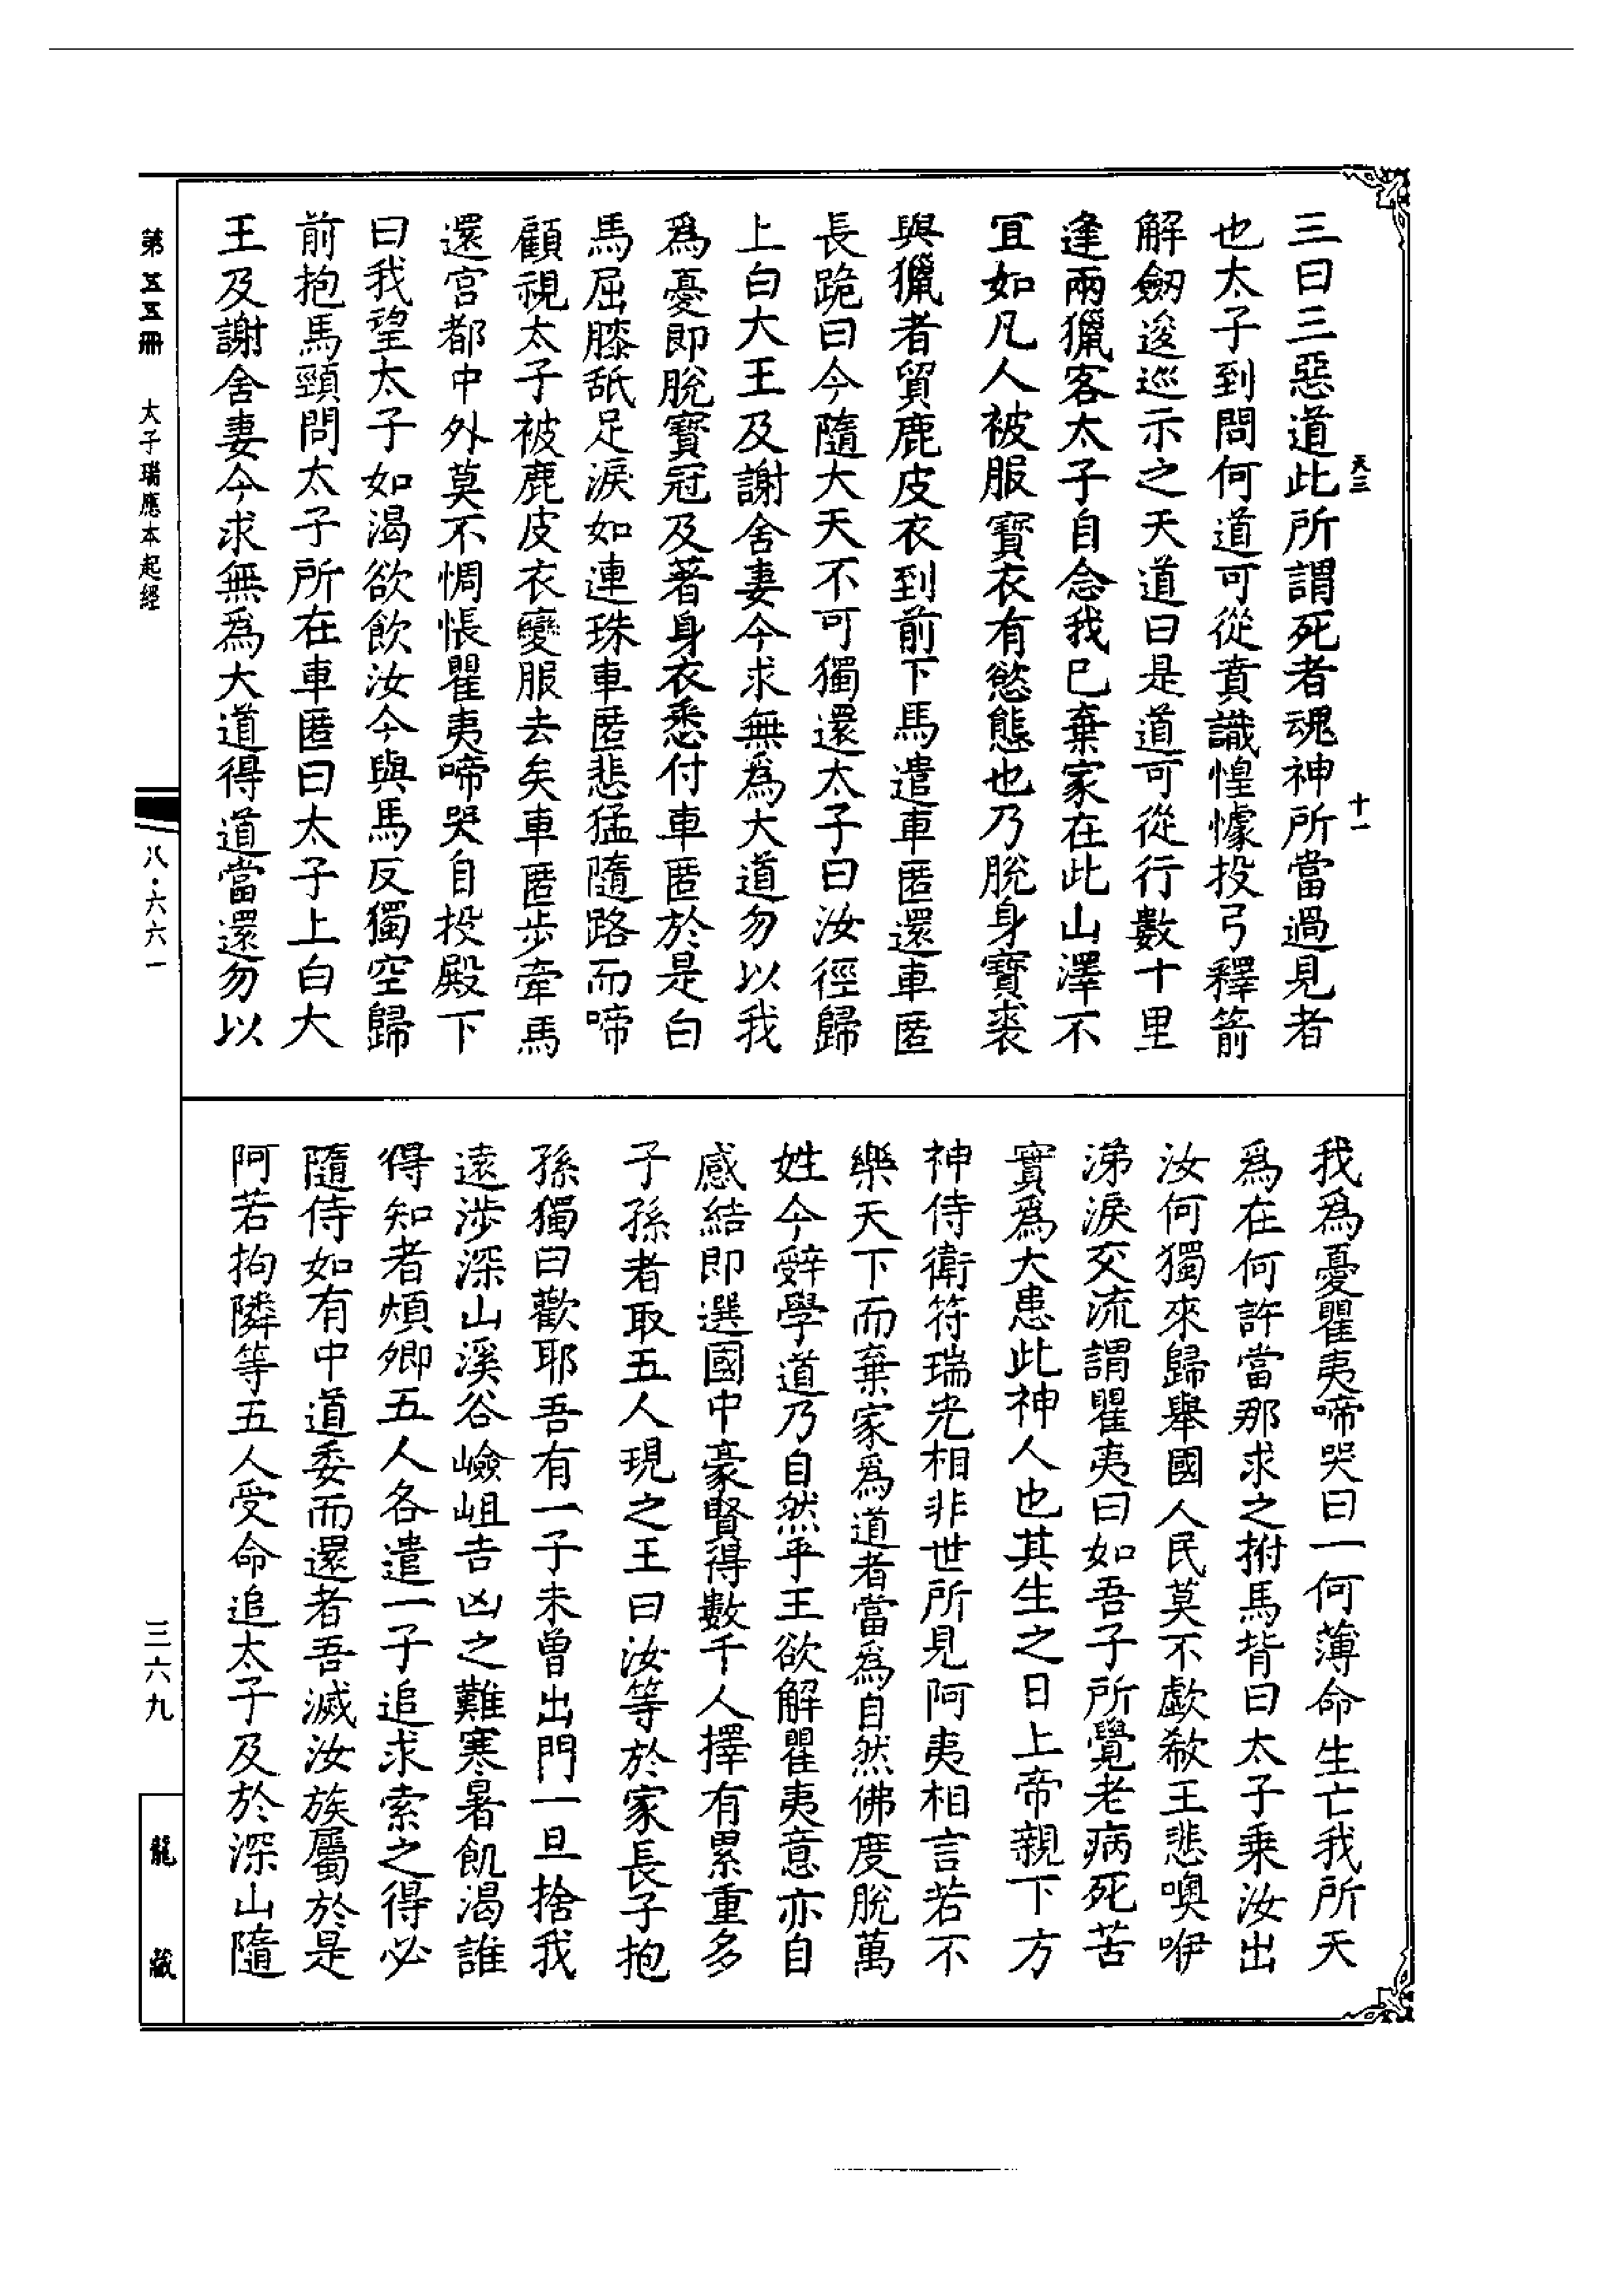 三曰三惡道此所謂死者魂神所當過見者
也太子到問何道可從賁識惶懅投弓釋箭
解劒逡巡示之天道曰是道可從行數十里
逢兩獵客太子自念我已棄家在此山澤不
宜如凡人被服寶衣有慾態也乃脫身寶裘
與獵者貿鹿皮衣到前下馬遣車匿還車匿
長跪曰今隨大天不可獨還太子曰汝徑歸
上白大王及謝舍妻今求無爲大道勿以我
爲憂即脫寶冠及著身衣悉付車匿於是白
馬屈膝舐足淚如連珠車匿悲猛隨路而啼
顧視太子被鹿皮衣變服去矣車匿步牽馬
還宮都中外莫不惆悵瞿夷啼哭自投殿下
曰我望太子如渴欲飲汝今與馬反獨空歸
前抱馬頸問太子所在車匿曰太子上白大
王及謝舍妻今求無爲大道得道當還勿以
我爲憂瞿夷啼哭曰一何薄命生亡我所天
爲在何許當那求之拊馬背曰太子乘汝出
汝何獨來歸舉國人民莫不歔欷王悲噢咿
涕淚交流謂瞿夷曰如吾子所覺老病死苦
實爲大患此神人也其生之日上帝親下方
神侍衛符瑞光相非世所見阿夷相言若不
樂天下而棄家爲道者當爲自然佛度脫萬
姓今辭學道乃自然乎王欲解瞿夷意亦自
感結即選國中豪賢得數千人擇有累重多
子孫者取五人現之王曰汝等於家長子抱
孫獨曰歡耶吾有一子未曾出門一旦捨我
遠涉深山溪谷嶮岨吉凶之難寒暑飢渴誰
得知者煩卿五人各遣一子追求索之得必
隨侍如有中道委而還者吾滅汝族屬於是
阿若拘隣等五人受命追太子及於深山隨
天三
十一
第五五冊 太子瑞應本起經
八·六六一
三六九
龍藏